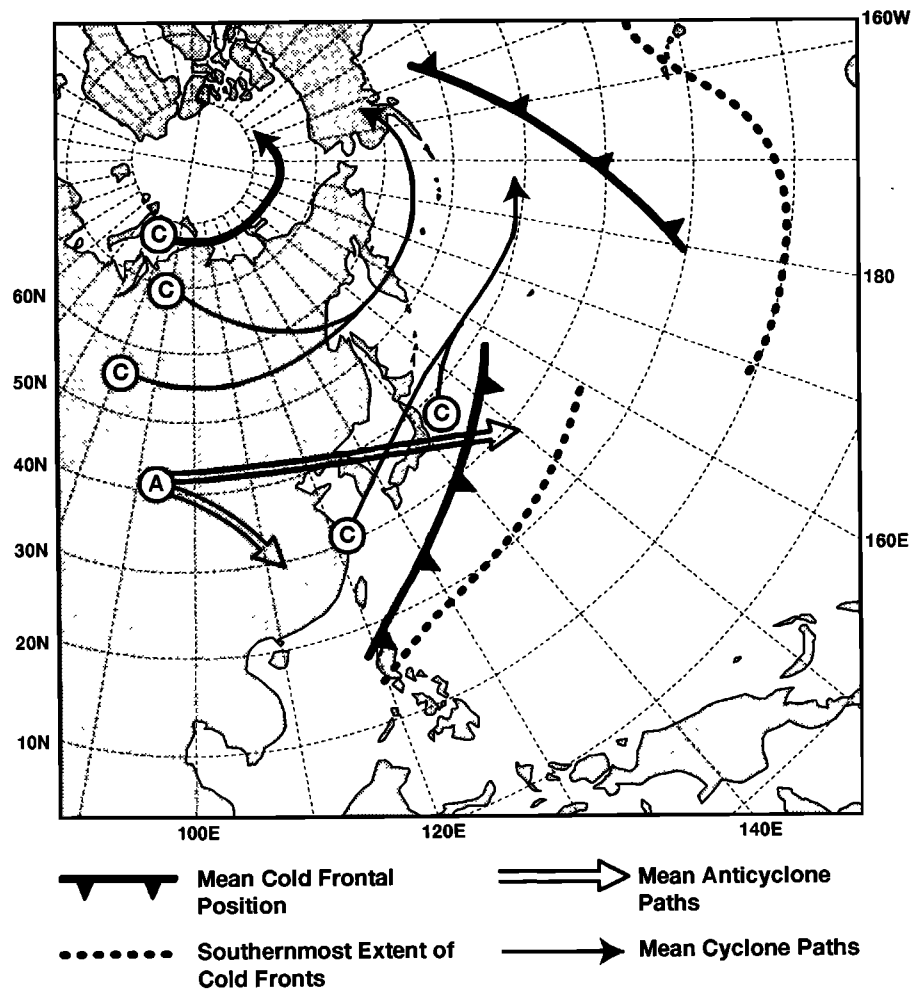 160W
180
60N
C
C
C
50N
C
40N
A
C
30N
160E
20N
10N
100E
120E
140E
Mean Cold Frontal
Position
Mean Anticyclone
Paths
Southernmost Extent of
Cold Fronts
Mean Cyclone Paths